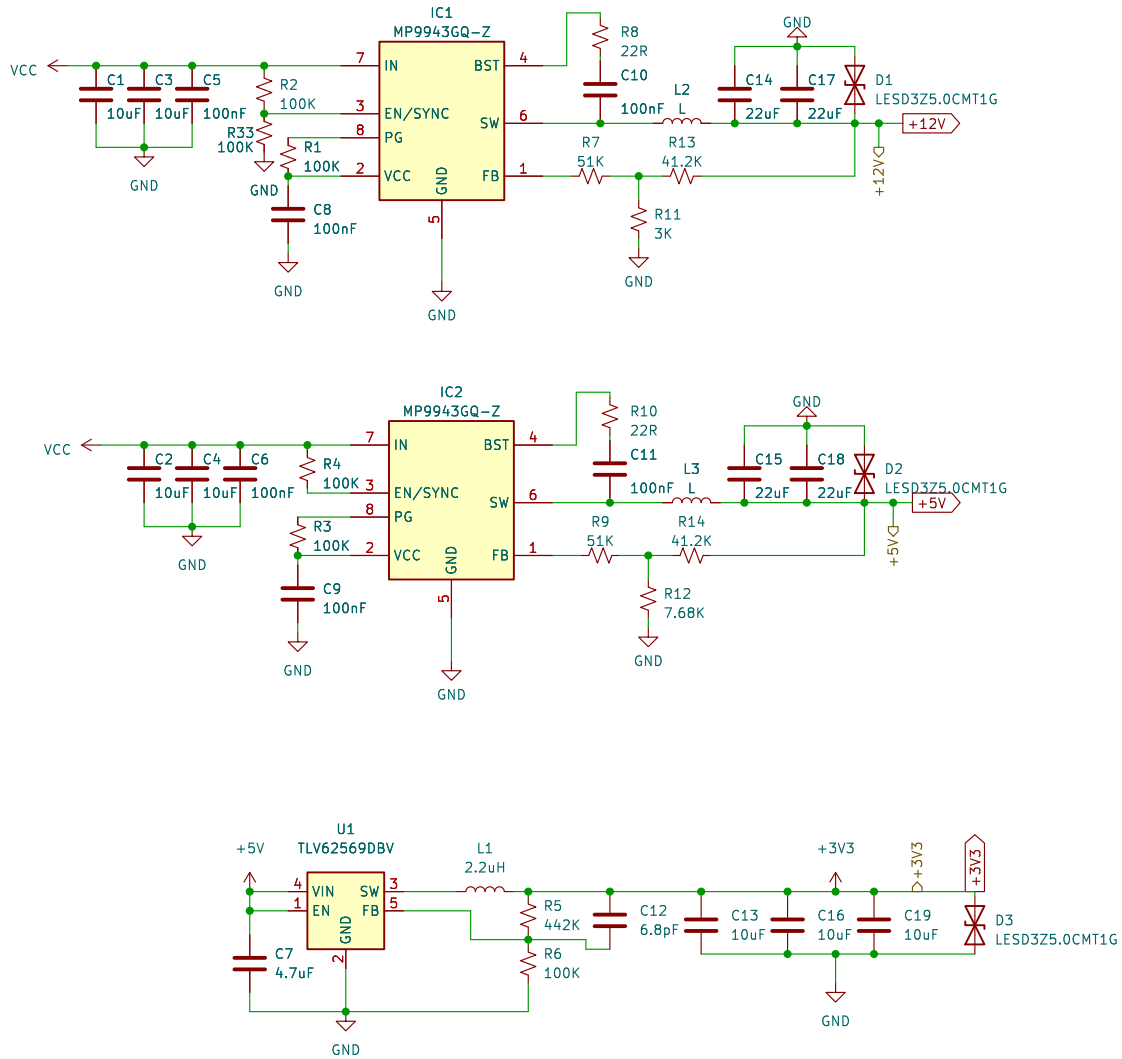 IC1
MP9943GQ-Z
VCC
C1
10uF
C3
10uF
C5
100nF
GND
R2
100K
R33
100K
GND
R1
100K
C8
100nF
GND
7
IN
3
EN/SYNC
8
PG
2
VCC
GND
5
GND
BST
4
SW
6
FB
1
R8
22R
C10
100nF
L2
L
R7
51K
R13
41.2K
R11
3K
GND
GND
C14
22uF
C17
22uF
D1
LESD3Z5.0CMT1G
+12V
+12V
IC2
MP9943GQ-Z
VCC
C2
10uF
C4
10uF
C6
100nF
GND
R4
100K
R3
100K
C9
100nF
GND
7
IN
3
EN/SYNC
8
PG
2
VCC
GND
5
GND
BST
4
SW
6
FB
1
R10
22R
C11
100nF
L3
L
R9
51K
R14
41.2K
R12
7.68K
GND
GND
C15
22uF
C18
22uF
D2
LESD3Z5.0CMT1G
+5V
+5V
U1
TLV62569DBV
+5V
4
VIN
1
EN
GND
2
SW
3
FB
5
C7
4.7uF
GND
L1
2.2uH
R5
442K
R6
100K
C12
6.8pF
C13
10uF
+3V3
C16
10uF
C19
10uF
GND
+3V3
+3V3
D3
LESD3Z5.0CMT1G